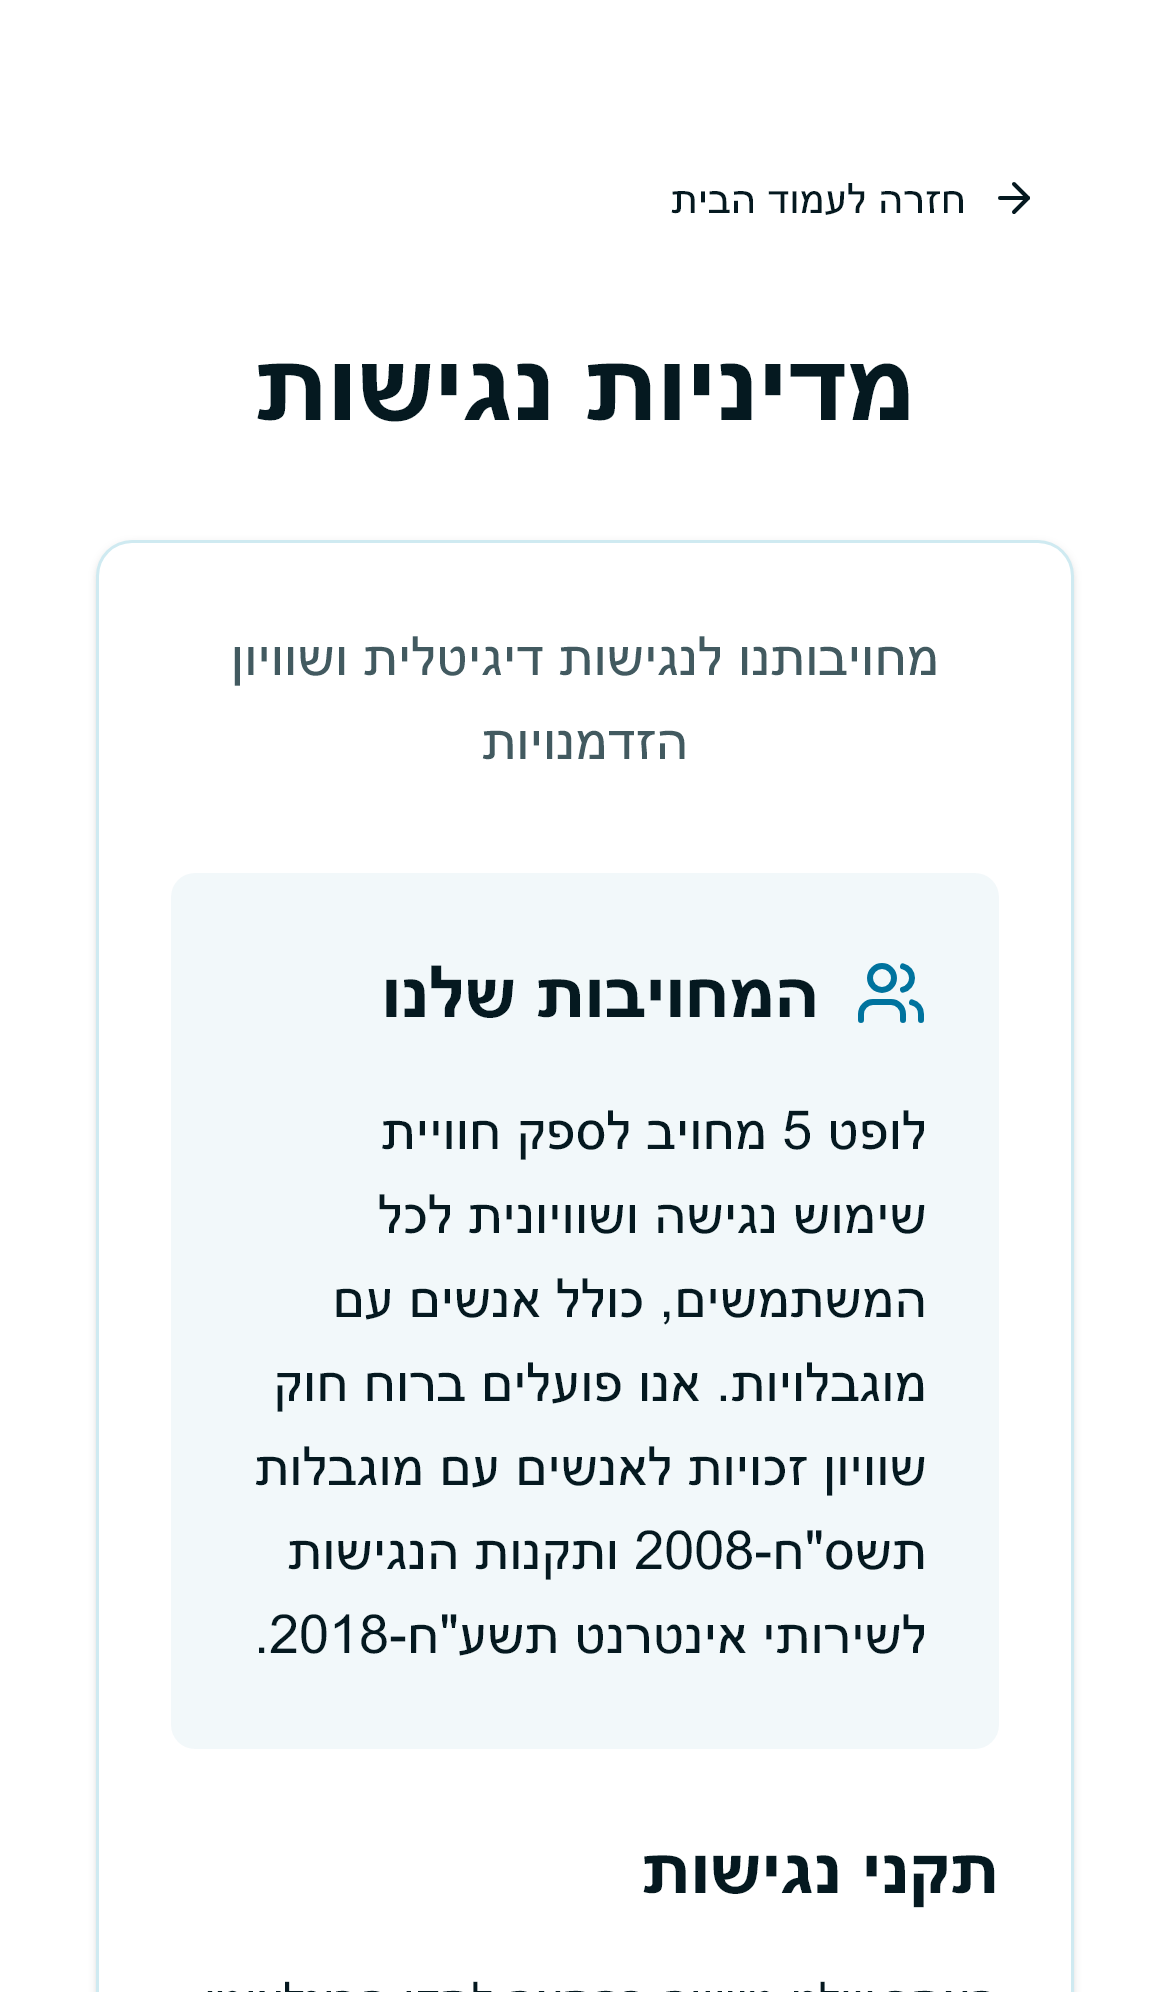 חזרה לעמוד הבית
מדיניות נגישות
מחויבותנו לנגישות דיגיטלית ושוויון
הזדמנויות
המחויבות שלנו
לופט 5 מחויב לספק חוויית
שימוש נגישה ושוויונית לכל
המשתמשים, כולל אנשים עם
מוגבלויות. אנו פועלים ברוח חוק
שוויון זכויות לאנשים עם מוגבלות
תשס"ח-2008 ותקנות הנגישות
לשירותי אינטרנט תשע"ח-2018.
תקני נגישות